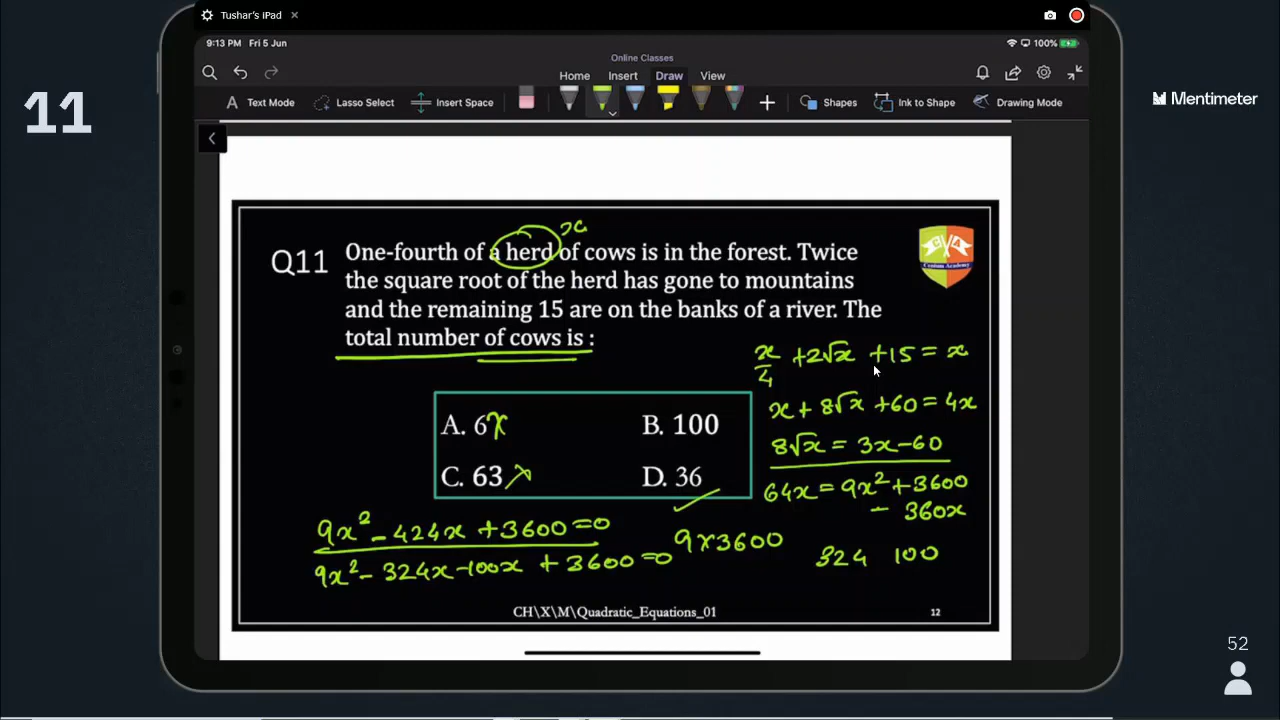 Tushar's iPad ×
11
9:13 PM Fri 5 Jun
100%
Online Classes
Home Insert Draw View
Text Mode Lasso Select Insert Space Shapes Ink to Shape Drawing Mode
Mentimeter
x
Q11 One-fourth of a herd of cows is in the forest. Twice
the square root of the herd has gone to mountains
and the remaining 15 are on the banks of a river. The
total number of cows is :
Centum Academy
x/4 + 2√x + 15 = x
x + 8√x + 60 = 4x
8√x = 3x - 60
64x = 9x² + 3600
- 360x
A. 6 B. 100
C. 63 D. 36
9x² - 424x + 3600 = 0
9x² - 324x - 100x + 3600 = 0
9 x 3600
324 100
CH\X\M\Quadratic_Equations_01
12
52